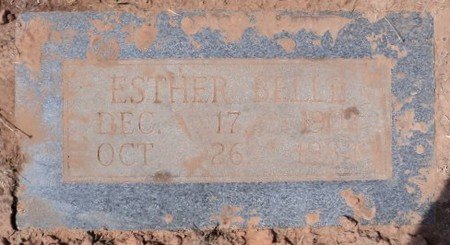 ESTHER BELLE
DEC. 17,
OCT 26